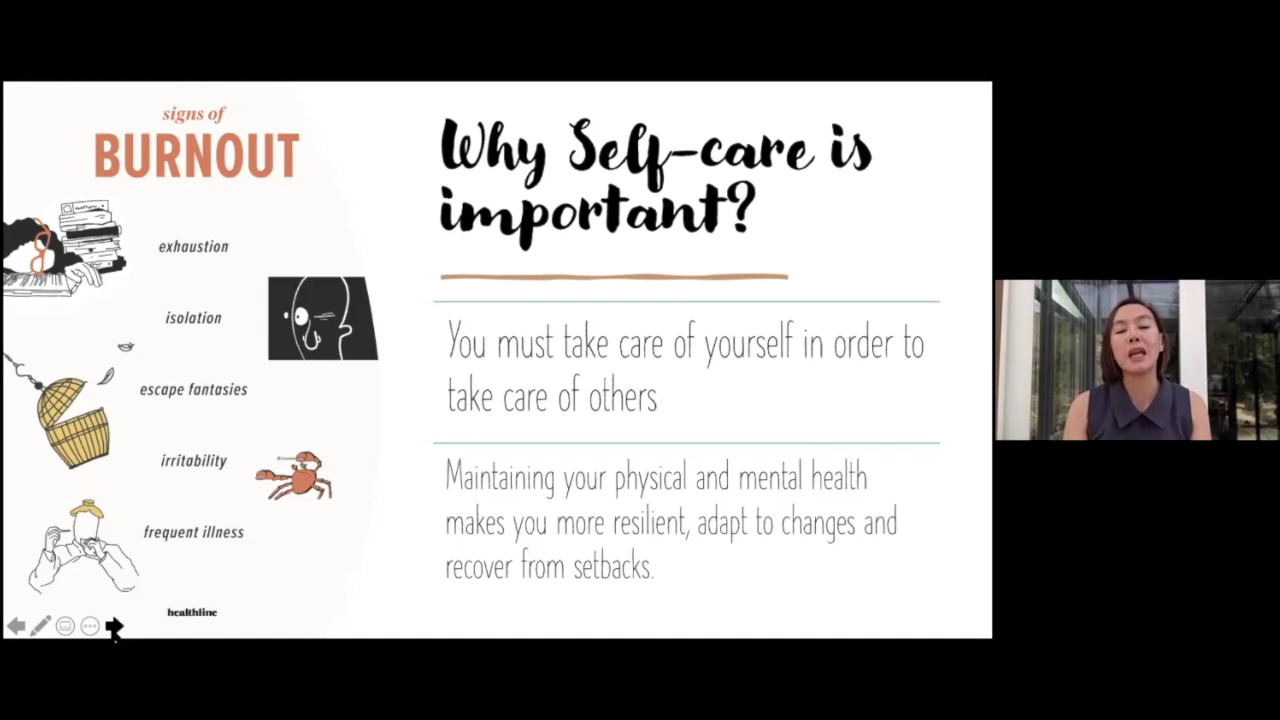 signs of
BURNOUT
exhaustion
isolation
escape fantasies
irritability
frequent illness
healthline
Why Self-care is
important?
You must take care of yourself in order to
take care of others
Maintaining your physical and mental health
makes you more resilient, adapt to changes and
recover from setbacks.